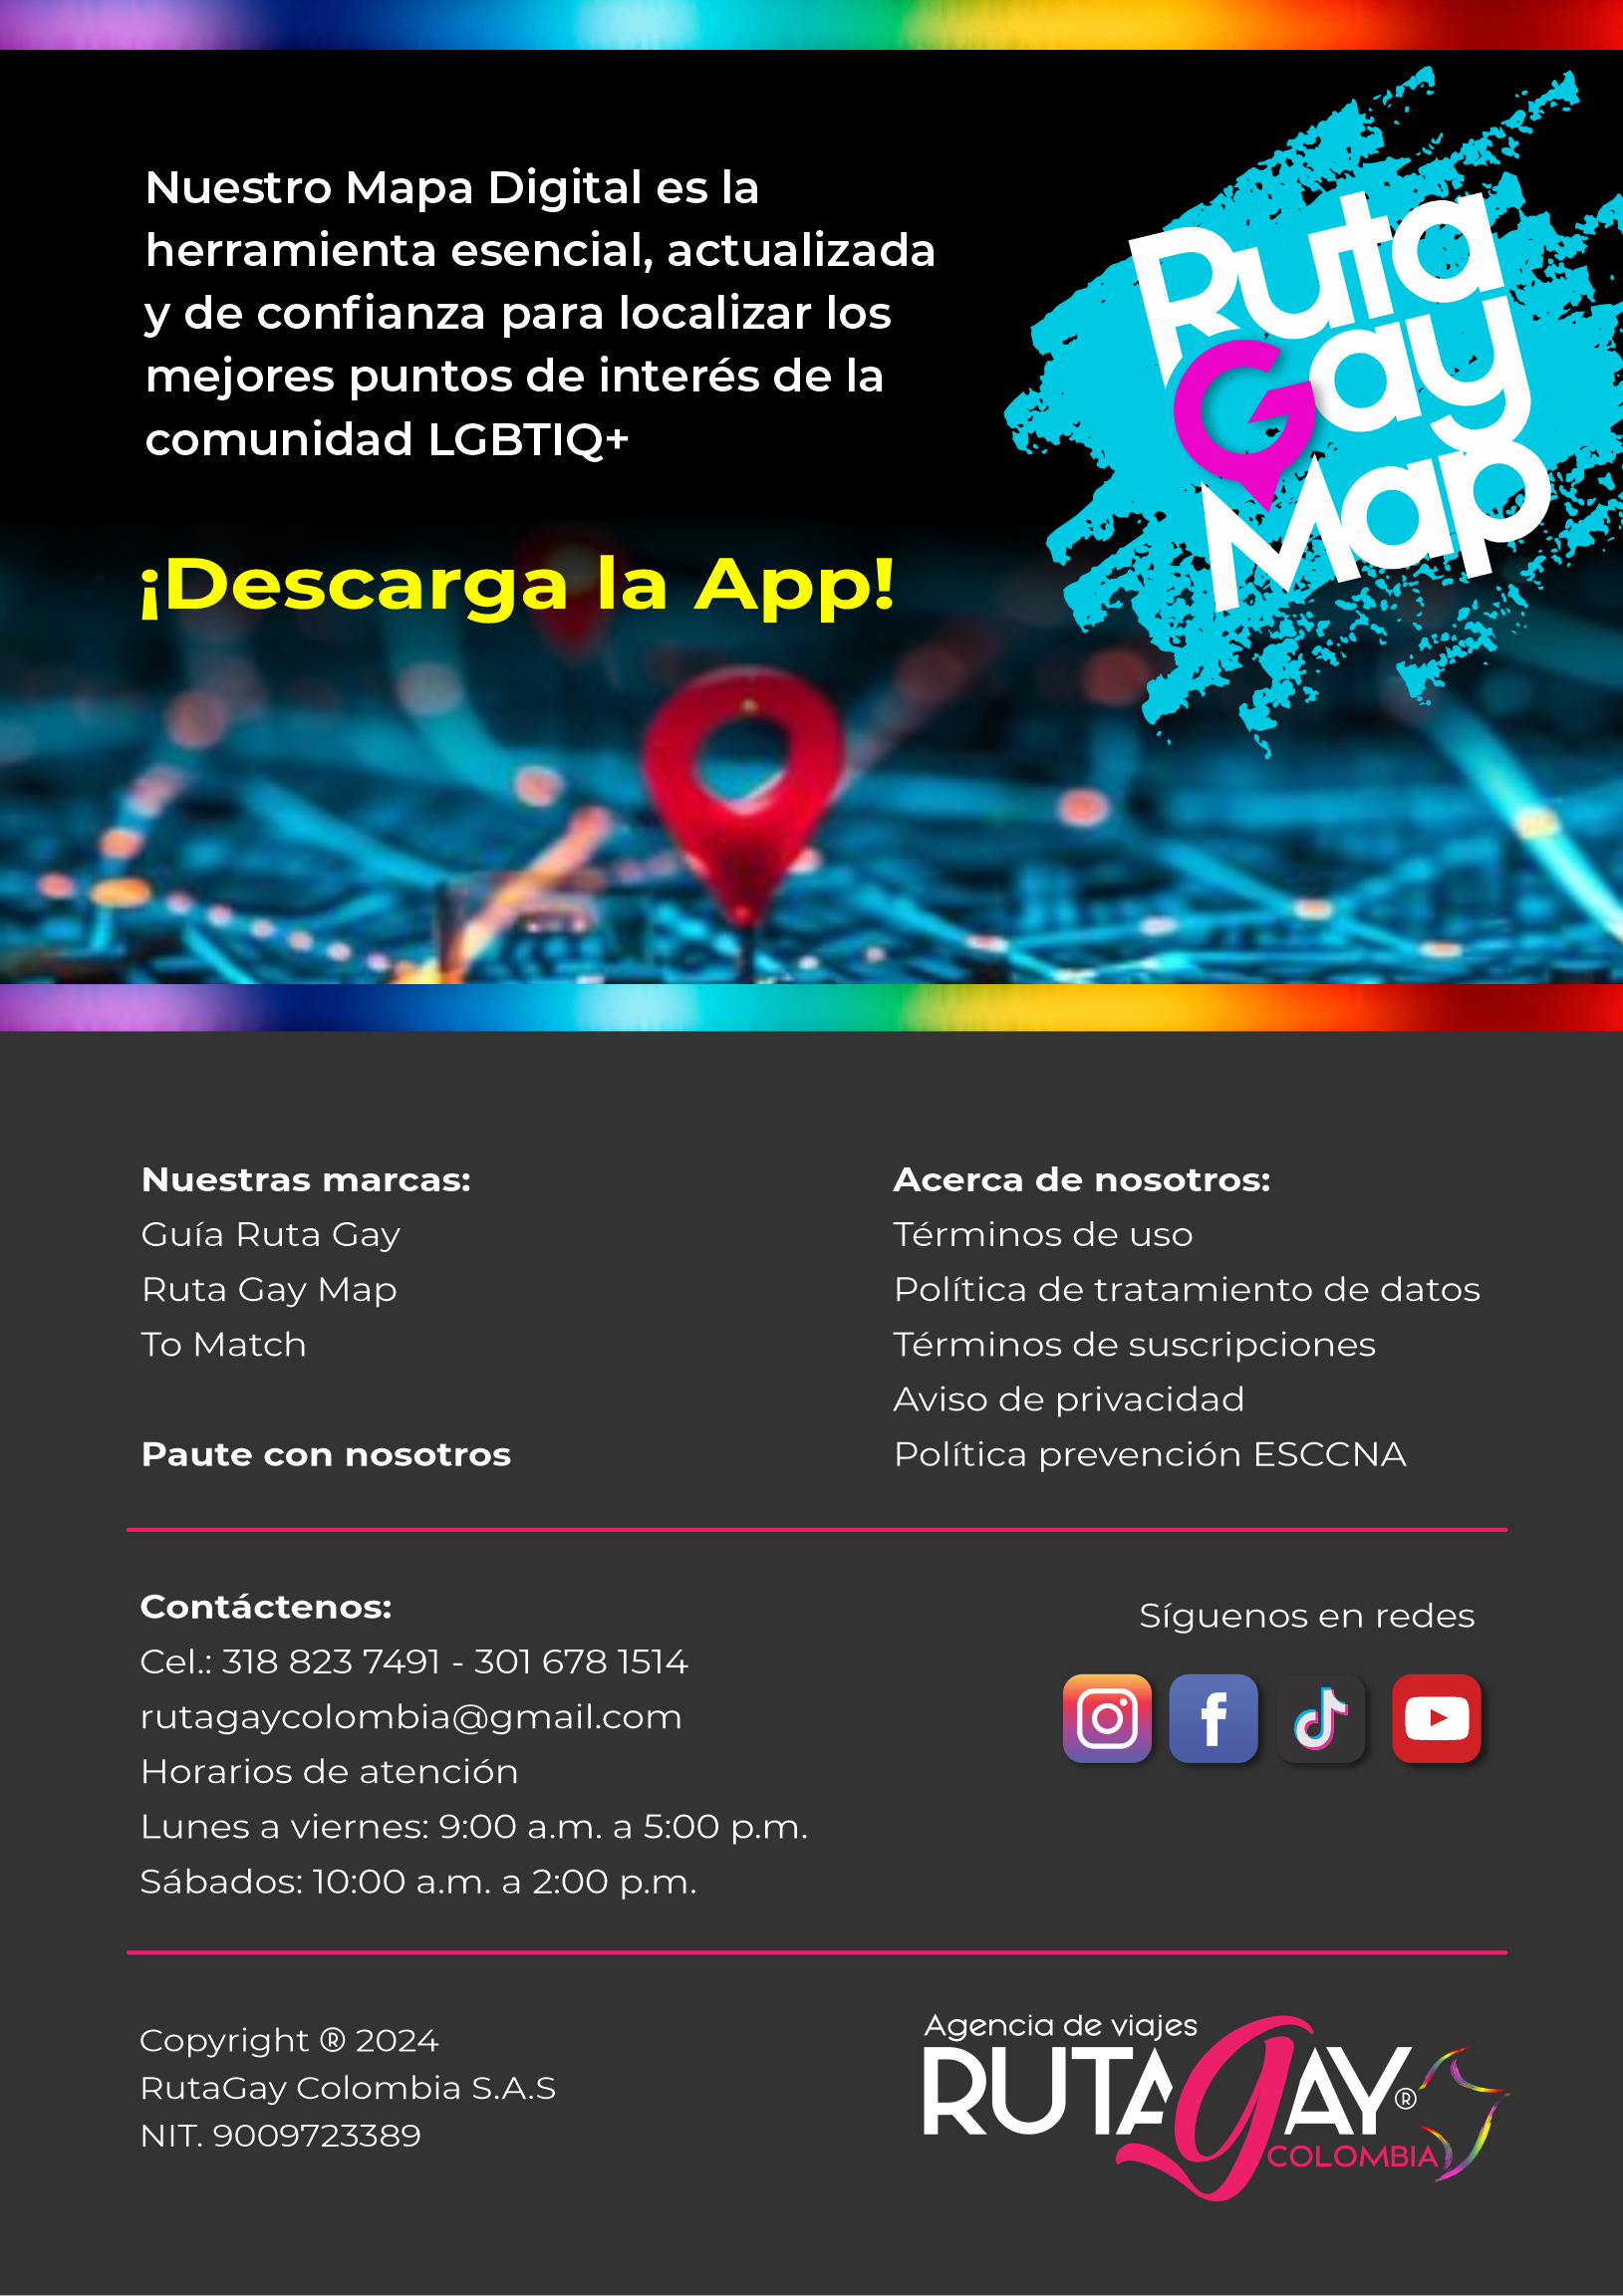 Nuestro Mapa Digital es la
herramienta esencial, actualizada
y de confianza para localizar los
mejores puntos de interés de la
comunidad LGBTIQ+
Ruta
Gay
Map
¡Descarga la App!
Nuestras marcas:
Guía Ruta Gay
Ruta Gay Map
To Match
Paute con nosotros
Acerca de nosotros:
Términos de uso
Política de tratamiento de datos
Términos de suscripciones
Aviso de privacidad
Política prevención ESCCNA
Contáctenos:
Cel.: 318 823 7491 - 301 678 1514
rutagaycolombia@gmail.com
Horarios de atención
Lunes a viernes: 9:00 a.m. a 5:00 p.m.
Sábados: 10:00 a.m. a 2:00 p.m.
Síguenos en redes
Copyright ® 2024
RutaGay Colombia S.A.S
NIT. 9009723389
Agencia de viajes
RUTAgAY®
COLOMBIA